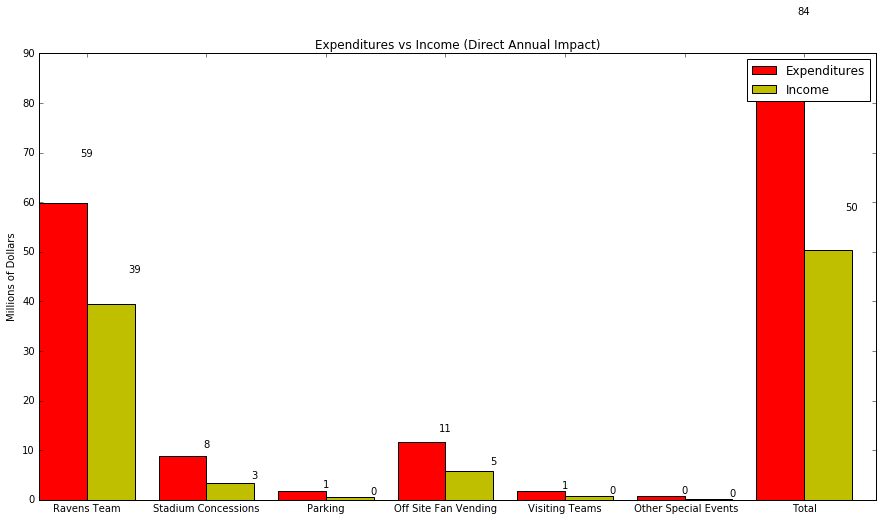 84
Expenditures vs Income (Direct Annual Impact)
90
80
70
60
50
40
30
20
10
0
Millions of Dollars
Expenditures
Income
59
39
8
3
1
0
11
5
1
0
0
0
50
Ravens Team
Stadium Concessions
Parking
Off Site Fan Vending
Visiting Teams
Other Special Events
Total